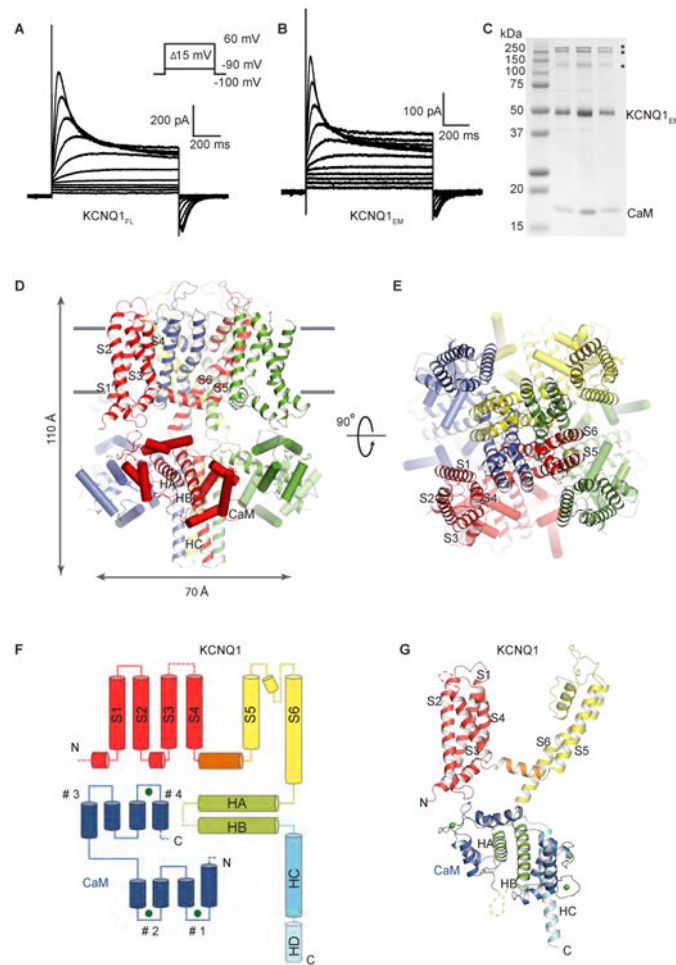 A
60 mV
Δ15 mV
-90 mV
-100 mV
200 pA
200 ms
KCNQ1FL
B
100 pA
200 ms
KCNQ1EM
C
kDa
250
150
100
75
50
37
20
15
*
*
*
KCNQ1EM
CaM
D
110 Å
S2
S1
S3
S4
S6
S5
HA
HB
CaM
HC
70 Å
90°
E
S1
S2
S4
S3
S6
S5
F
KCNQ1
S1
S2
S3
S4
S5
S6
N
# 3
# 4
C
HA
HB
N
CaM
# 2
# 1
HC
HD
C
G
KCNQ1
S1
S2
S4
S3
S6
S5
N
HA
CaM
HB
HC
C